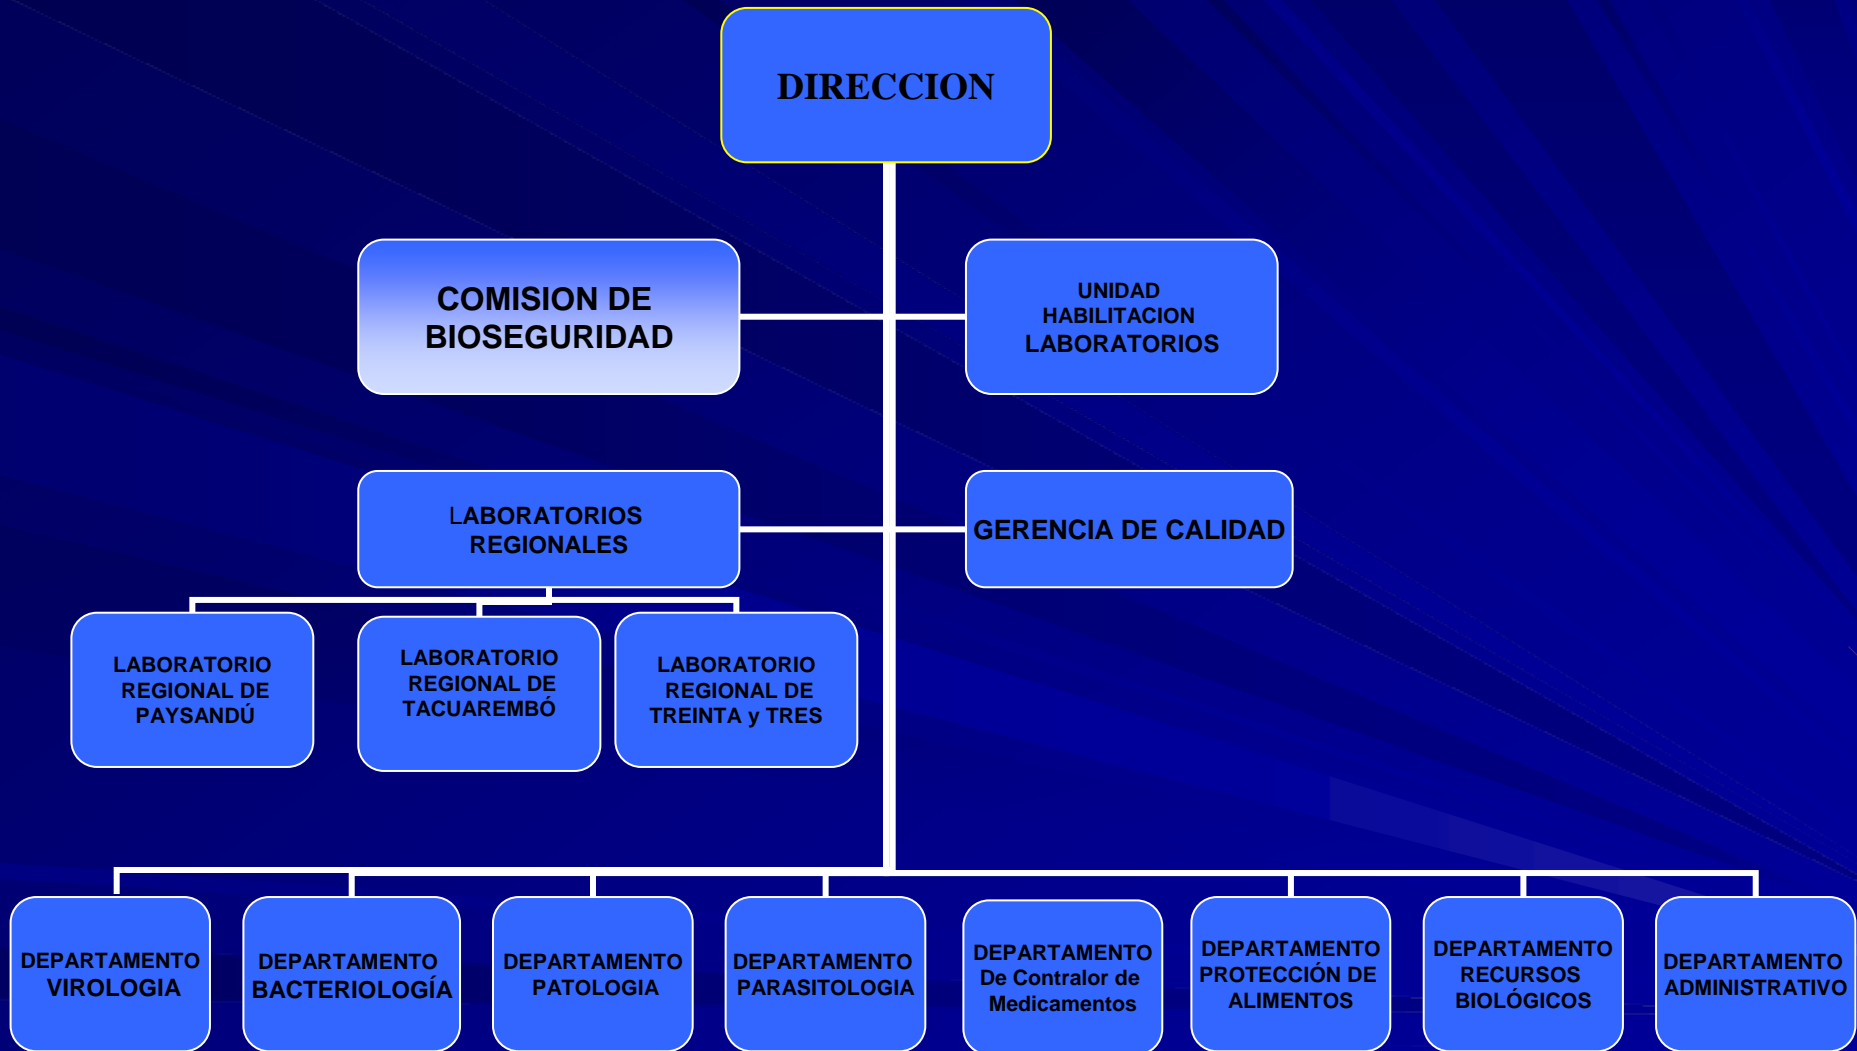 DIRECCION
COMISION DE
BIOSEGURIDAD
UNIDAD
HABILITACION
LABORATORIOS
LABORATORIOS
REGIONALES
GERENCIA DE CALIDAD
LABORATORIO
REGIONAL DE
PAYSANDÚ
LABORATORIO
REGIONAL DE
TACUAREMBÓ
LABORATORIO
REGIONAL DE
TREINTA y TRES
DEPARTAMENTO
VIROLOGIA
DEPARTAMENTO
BACTERIOLOGÍA
DEPARTAMENTO
PATOLOGIA
DEPARTAMENTO
PARASITOLOGIA
DEPARTAMENTO
De Contralor de
Medicamentos
DEPARTAMENTO
PROTECCIÓN DE
ALIMENTOS
DEPARTAMENTO
RECURSOS
BIOLÓGICOS
DEPARTAMENTO
ADMINISTRATIVO